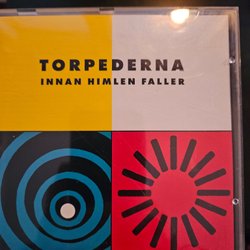 TORPEDERNA
INNAN HIMLEN FALLER